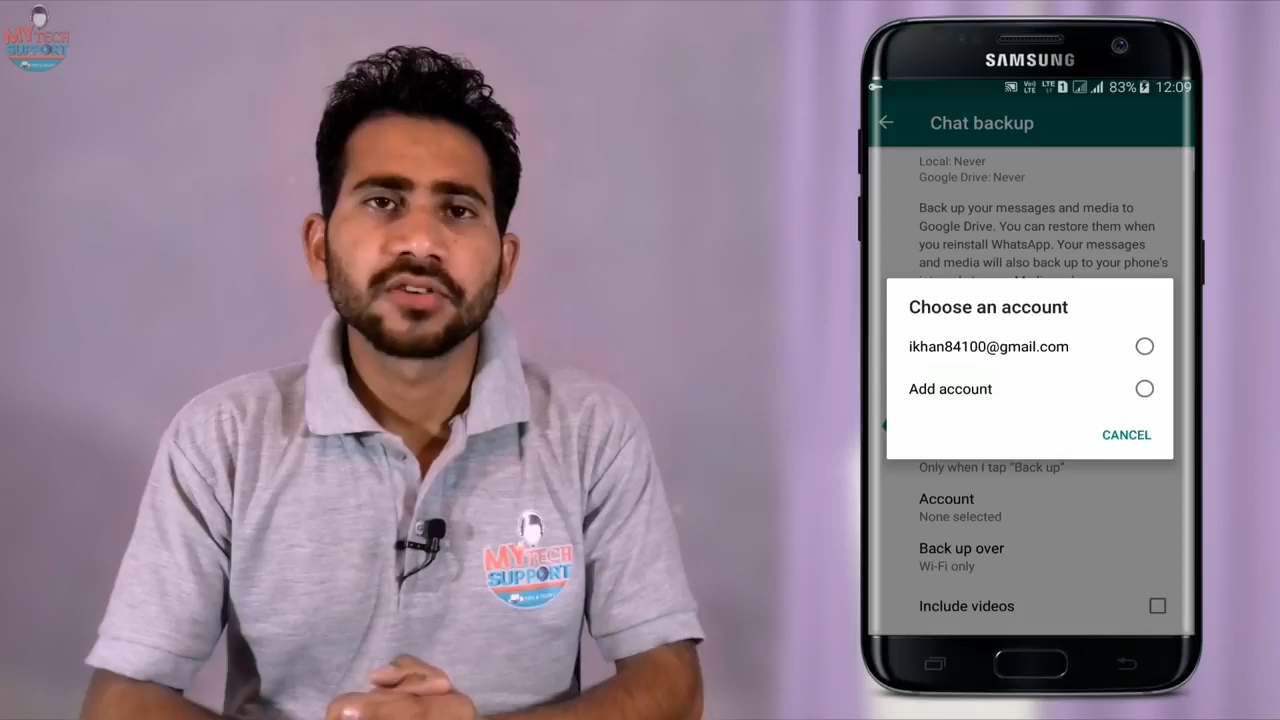 MY TECH
SUPPORT
SAMSUNG
LTE
LTE
1
83%
12:09
Chat backup
Local: Never
Google Drive: Never
Back up your messages and media to
Google Drive. You can restore them when
you reinstall WhatsApp. Your messages
and media will also back up to your phone's
Choose an account
ikhan84100@gmail.com
Add account
CANCEL
Only when I tap "Back up"
Account
None selected
Back up over
Wi-Fi only
Include videos
MY TECH
SUPPORT